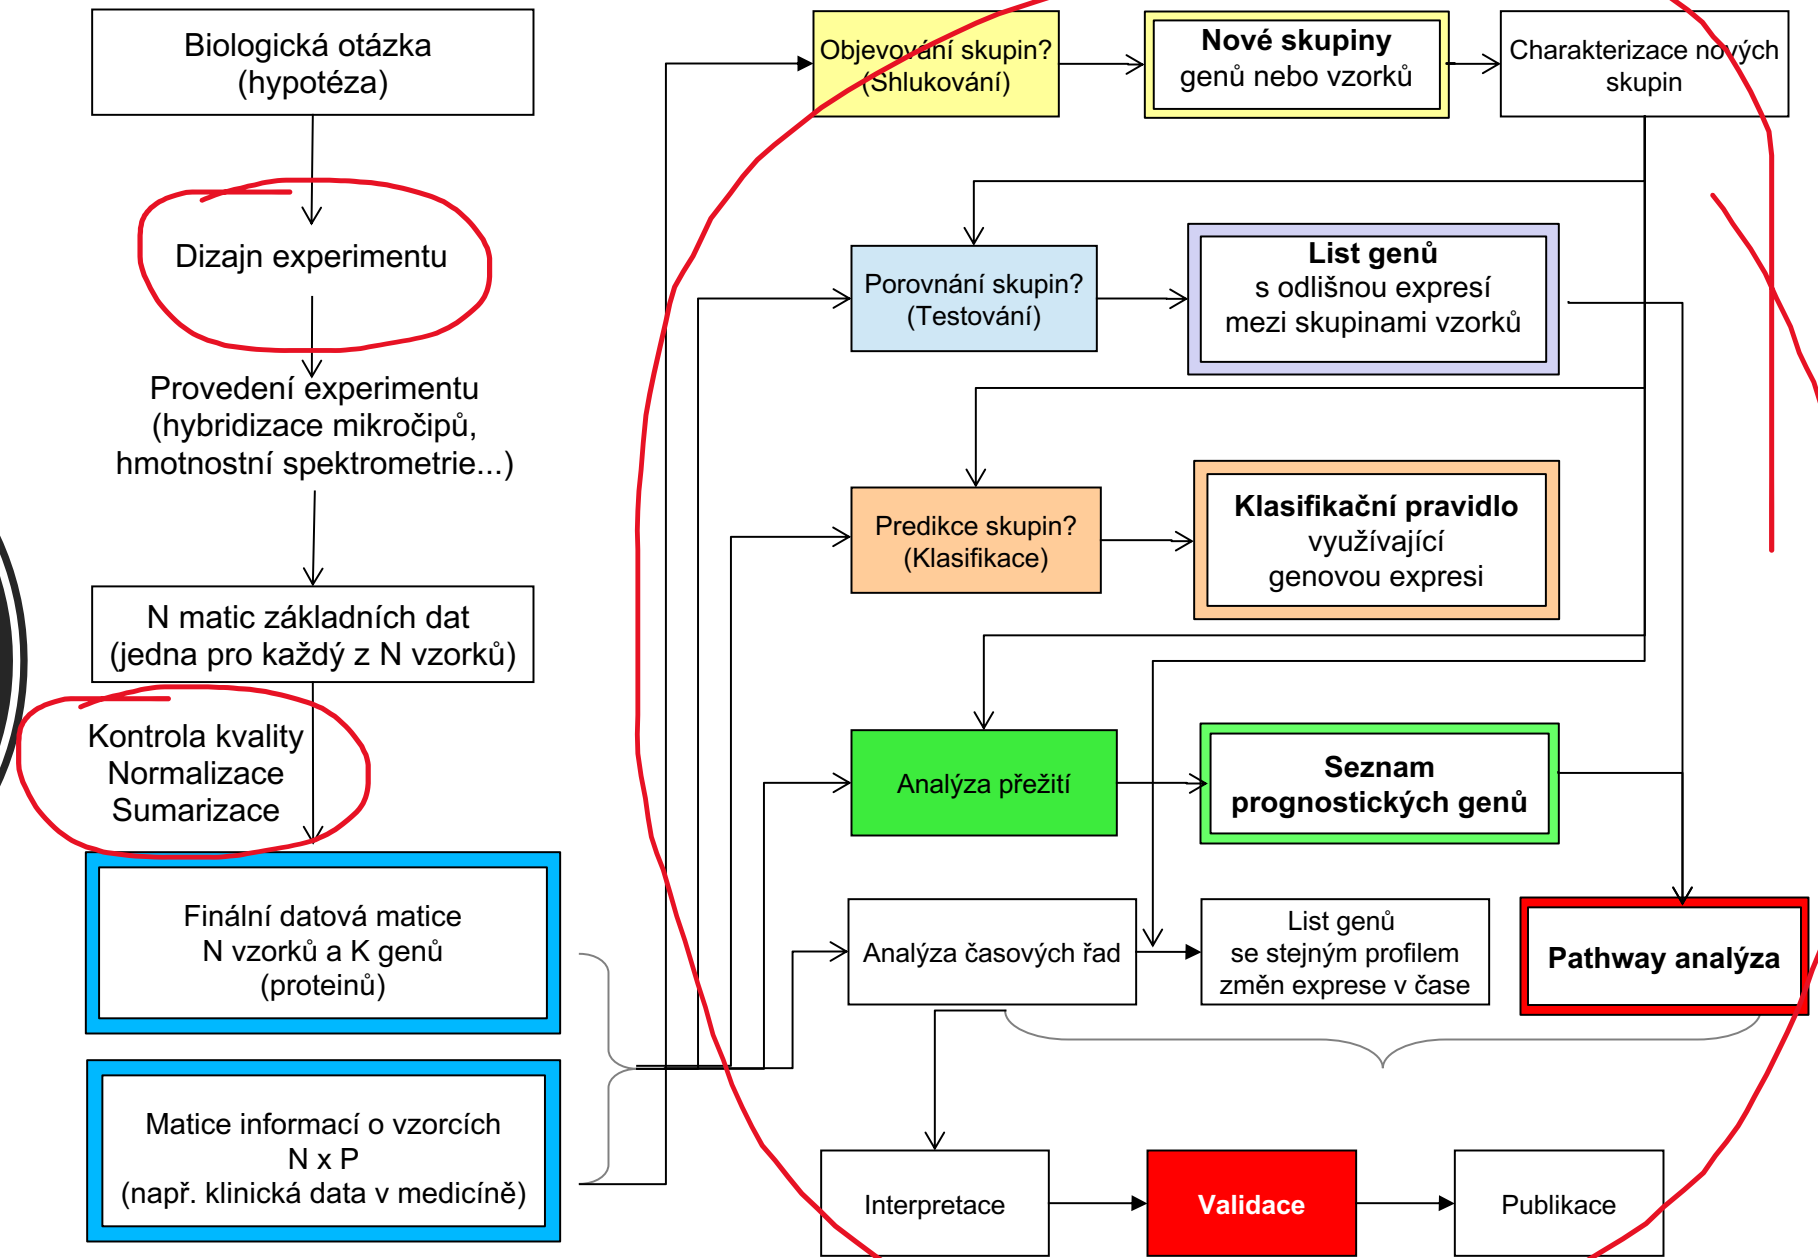 Biologická otázka
(hypotéza)
Dizajn experimentu
Provedení experimentu
(hybridizace mikročipů,
hmotnostní spektrometrie...)
N matic základních dat
(jedna pro každý z N vzorků)
Kontrola kvality
Normalizace
Sumarizace
Finální datová matice
N vzorků a K genů
(proteinů)
Matice informací o vzorcích
N x P
(např. klinická data v medicíně)
Objevování skupin?
(Shlukování)
Nové skupiny
genů nebo vzorků
Charakterizace nových
skupin
Porovnání skupin?
(Testování)
List genů
s odlišnou expresí
mezi skupinami vzorků
Predikce skupin?
(Klasifikace)
Klasifikační pravidlo
využívající
genovou expresi
Analýza přežití
Seznam
prognostických genů
Analýza časových řad
List genů
se stejným profilem
změn exprese v čase
Pathway analýza
Interpretace
Validace
Publikace